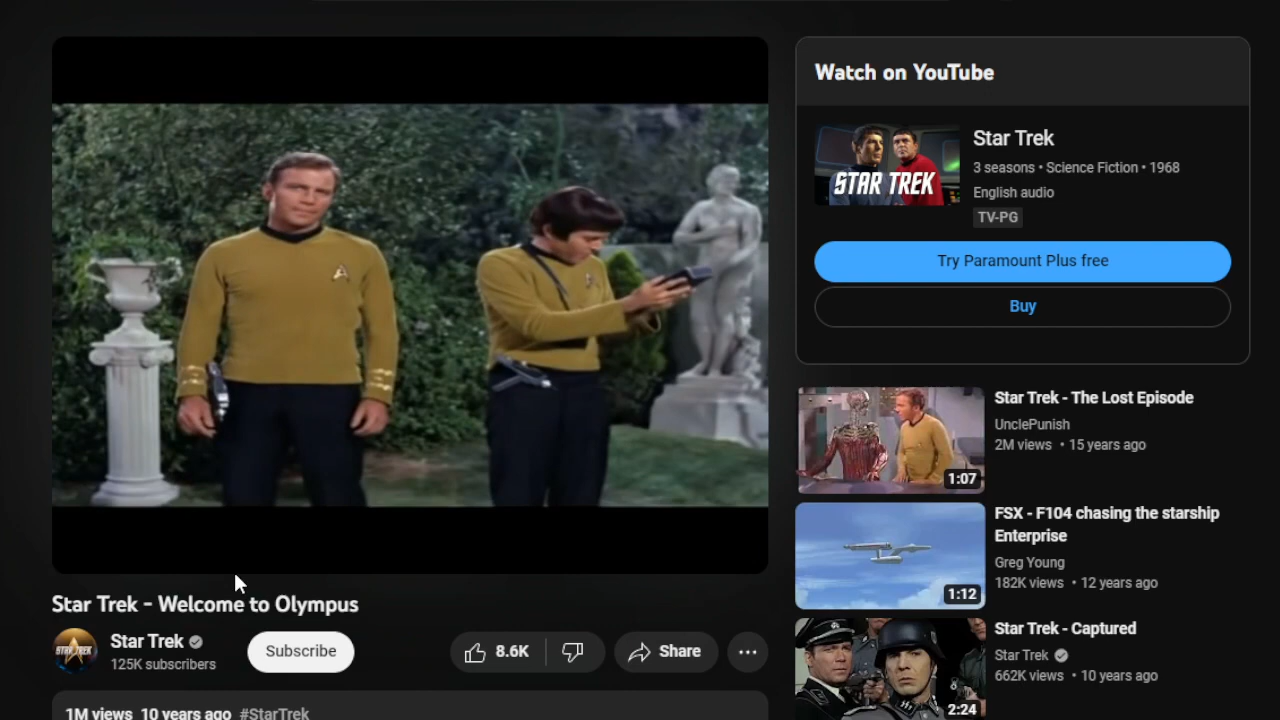 Watch on YouTube
STAR TREK
Star Trek
3 seasons • Science Fiction • 1968
English audio
TV-PG
Try Paramount Plus free
Buy
Star Trek - Welcome to Olympus
STAR TREK
Star Trek
125K subscribers
Subscribe
8.6K
Share
1M views 10 years ago #StarTrek
1:07
Star Trek - The Lost Episode
UnclePunish
2M views • 15 years ago
1:12
FSX - F104 chasing the starship
Enterprise
Greg Young
182K views • 12 years ago
2:24
Star Trek - Captured
Star Trek
662K views • 10 years ago